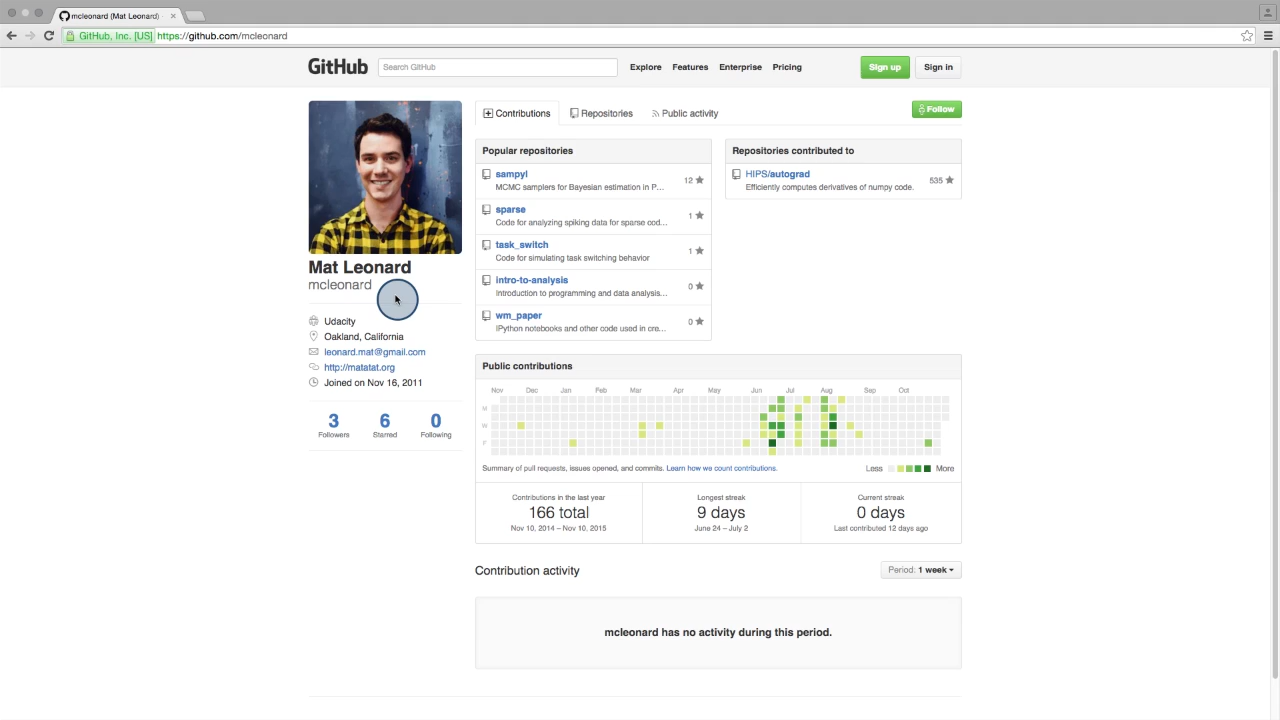 mcleonard (Mat Leonard)
GitHub, Inc. [US] https://github.com/mcleonard
GitHub
Search GitHub
Explore Features Enterprise Pricing
Sign up
Sign in
Contributions
Repositories
Public activity
Follow
Mat Leonard
mcleonard
Udacity
Oakland, California
leonard.mat@gmail.com
http://matatat.org
Joined on Nov 16, 2011
3 6 0
Followers Starred Following
Popular repositories
sampyl
MCMC samplers for Bayesian estimation in P...
12
sparse
Code for analyzing spiking data for sparse cod...
1
task_switch
Code for simulating task switching behavior
1
intro-to-analysis
Introduction to programming and data analysis...
0
wm_paper
IPython notebooks and other code used in cre...
0
Repositories contributed to
HIPS/autograd
Efficiently computes derivatives of numpy code.
535
Public contributions
Nov Dec Jan Feb Mar Apr May Jun Jul Aug Sep Oct
M
W
F
Summary of pull requests, issues opened, and commits. Learn how we count contributions.
Less More
Contributions in the last year
166 total
Nov 10, 2014 – Nov 10, 2015
Longest streak
9 days
June 24 – July 2
Current streak
0 days
Last contributed 12 days ago
Contribution activity
Period: 1 week
mcleonard has no activity during this period.